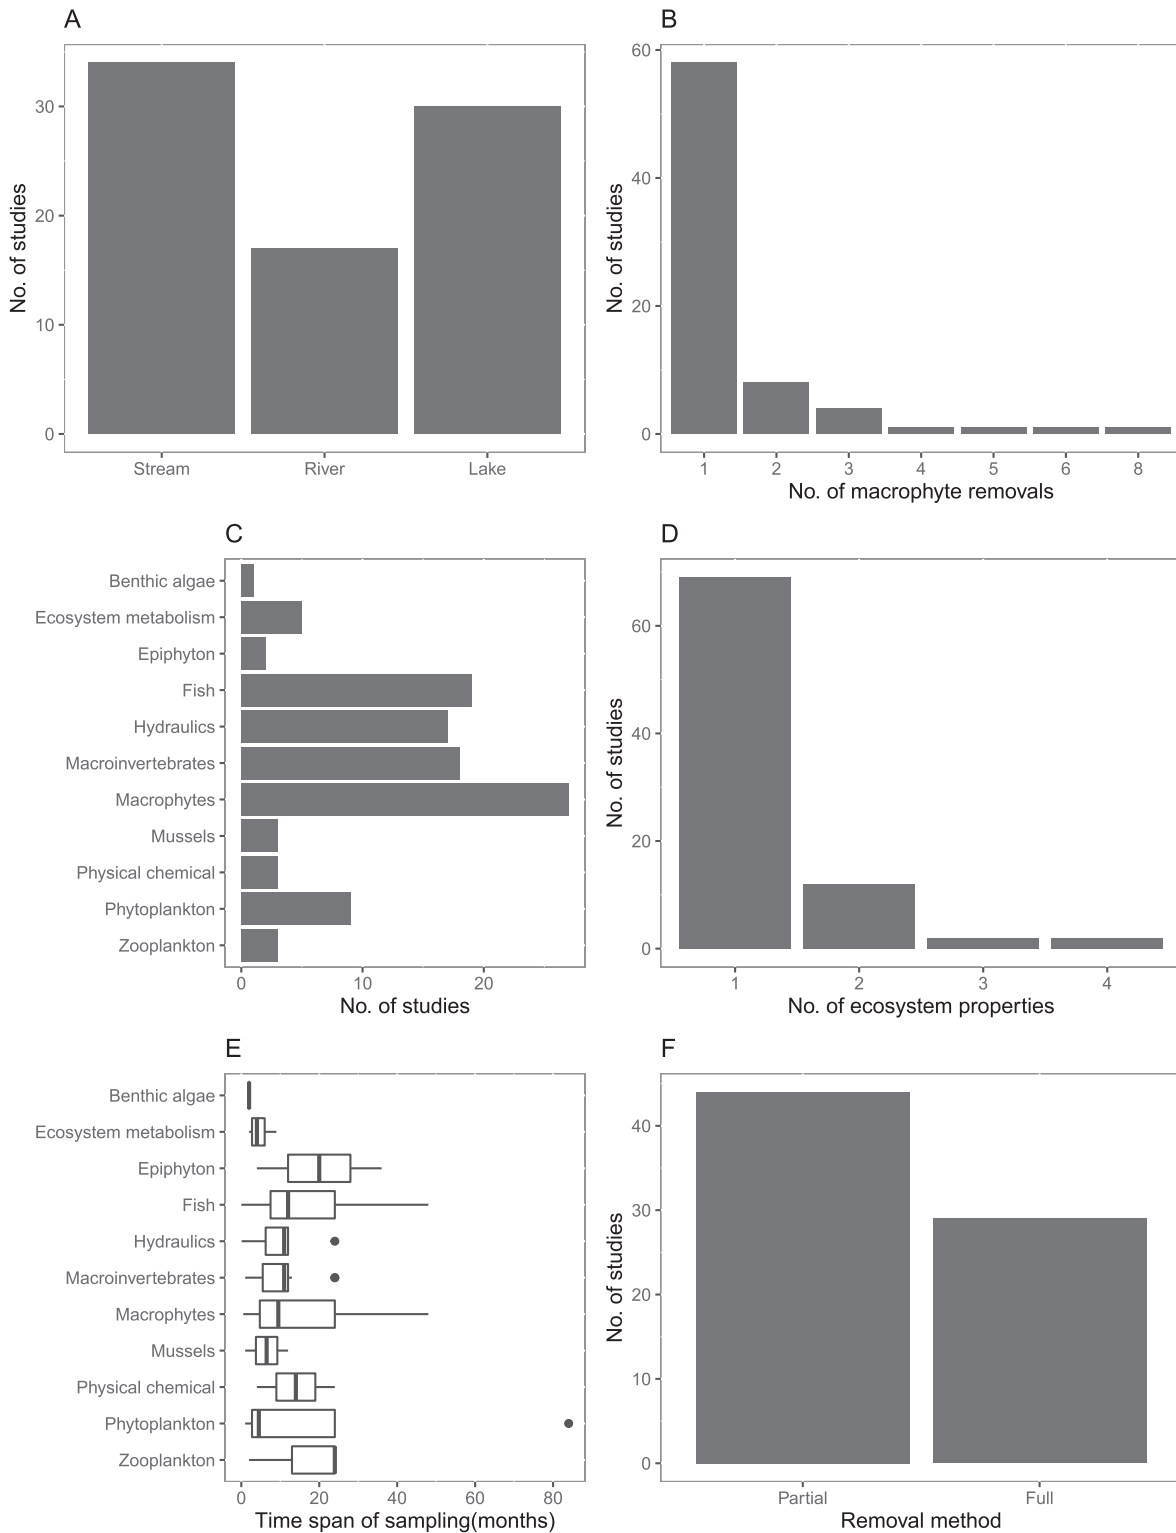 A
No. of studies
30
20
10
0
Stream River Lake
B
No. of studies
60
40
20
0
1 2 3 4 5 6 8
No. of macrophyte removals
C
Benthic algae
Ecosystem metabolism
Epiphyton
Fish
Hydraulics
Macroinvertebrates
Macrophytes
Mussels
Physical chemical
Phytoplankton
Zooplankton
0 10 20
No. of studies
D
No. of studies
60
40
20
0
1 2 3 4
No. of ecosystem properties
E
Benthic algae
Ecosystem metabolism
Epiphyton
Fish
Hydraulics
Macroinvertebrates
Macrophytes
Mussels
Physical chemical
Phytoplankton
Zooplankton
0 20 40 60 80
Time span of sampling(months)
F
No. of studies
40
30
20
10
0
Partial Full
Removal method